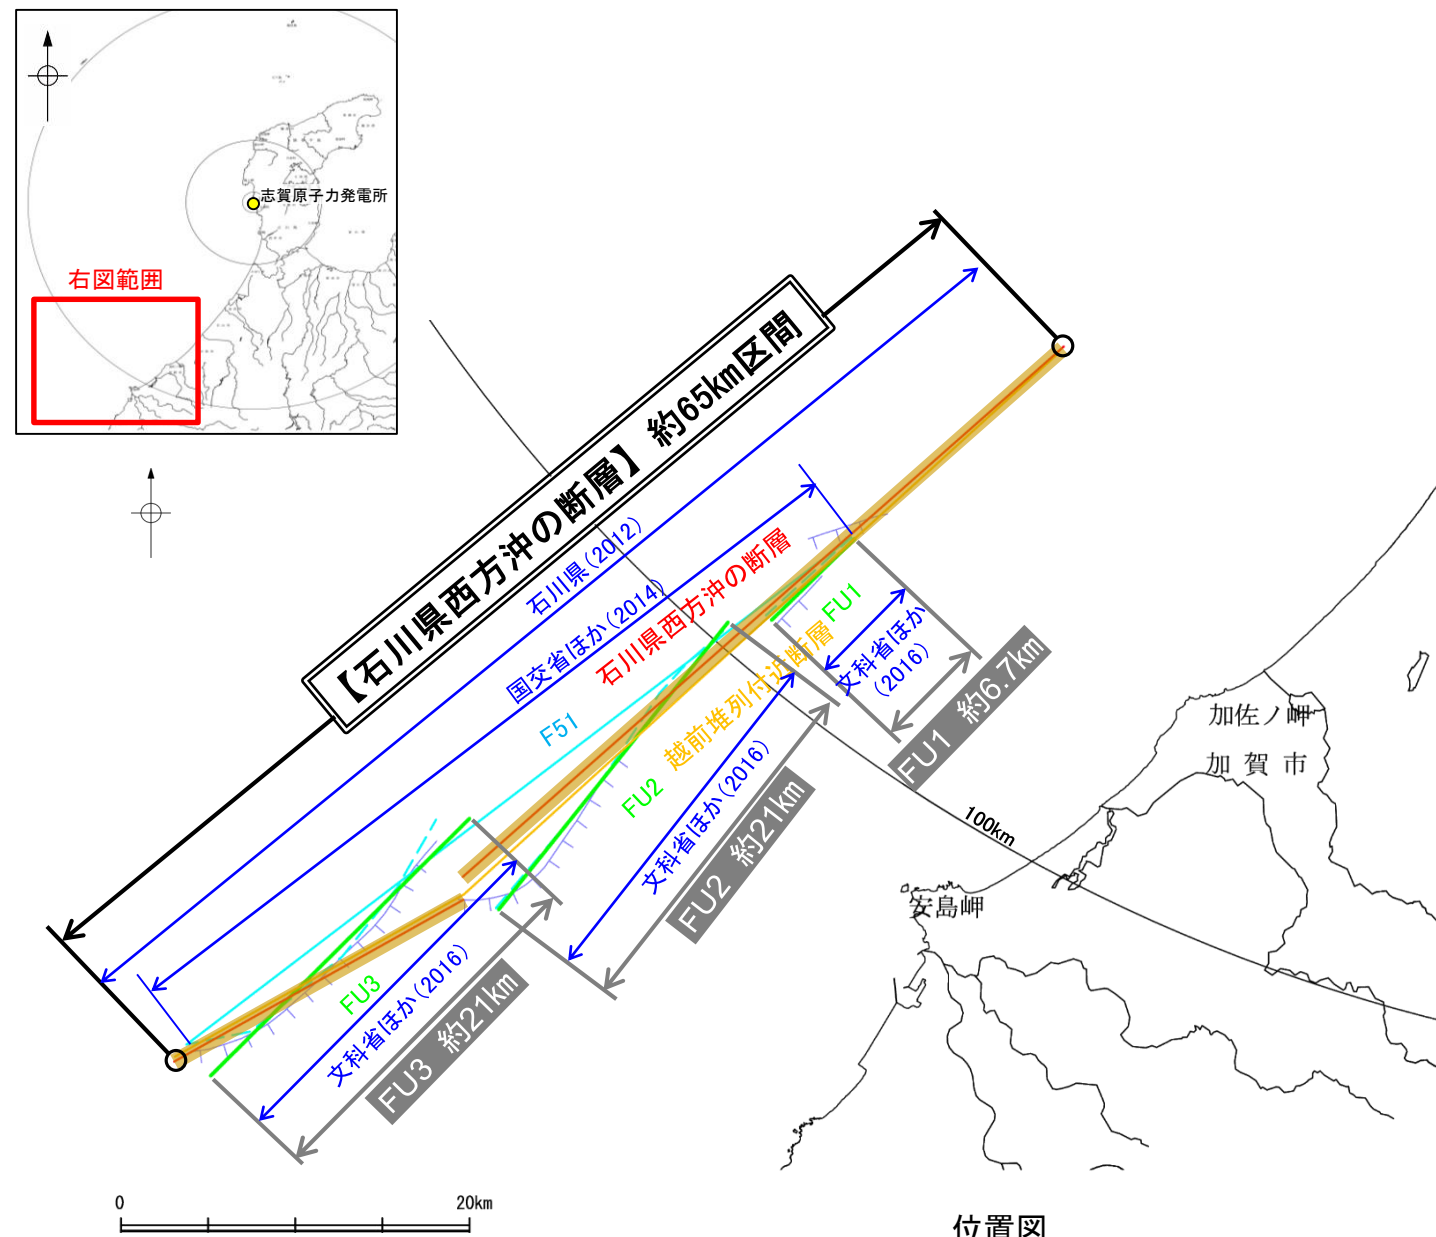 志賀原子力発電所
右図範囲
【石川県西方沖の断層】 約65km区間
石川県(2012)
国交省ほか(2014)
石川県西方沖の断層
F51
FU1
文科省ほか
(2016)
FU1 約6.7km
越前堆列付近断層
FU2
文科省ほか(2016)
FU2 約21km
FU3
文科省ほか(2016)
FU3 約21km
100km
加佐ノ岬
加賀市
安島岬
0 20km
位置図